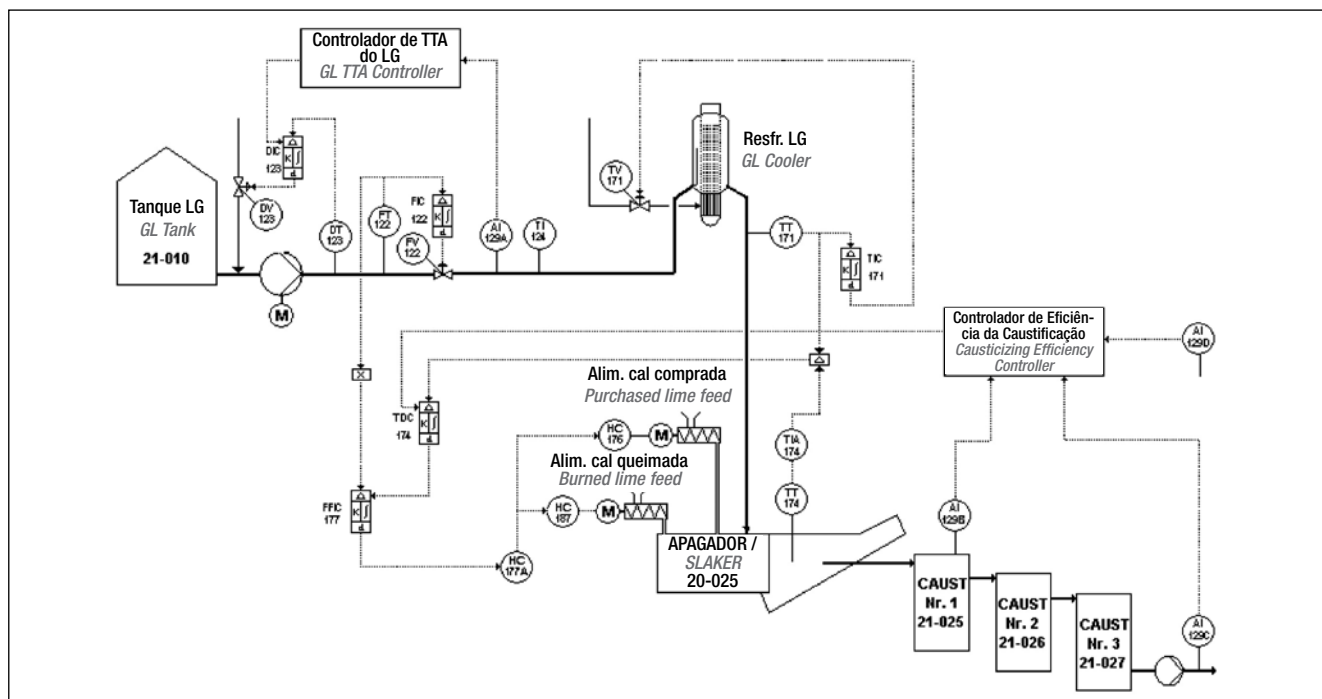 Controlador de TTA
do LG
GL TTA Controller
DIC
123
K
d
DV
123
Tanque LG
GL Tank
21-010
M
DT
123
FT
122
FIC
122
K
d
FV
122
AI
129A
TI
124
TV
171
Resfr. LG
GL Cooler
TT
171
TIC
171
K
d
Controlador de Eficiên-
cia da Caustificação
Causticizing Efficiency
Controller
AI
129D
X
TDC
174
K
d
FFIC
177
K
d
HC
177A
Alim. cal comprada
Purchased lime feed
HC
176
M
Alim. cal queimada
Burned lime feed
HC
187
M
TIA
174
TT
174
APAGADOR /
SLAKER
20-025
AI
129B
CAUST
Nr. 1
21-025
CAUST
Nr. 2
21-026
CAUST
Nr. 3
21-027
AI
129C